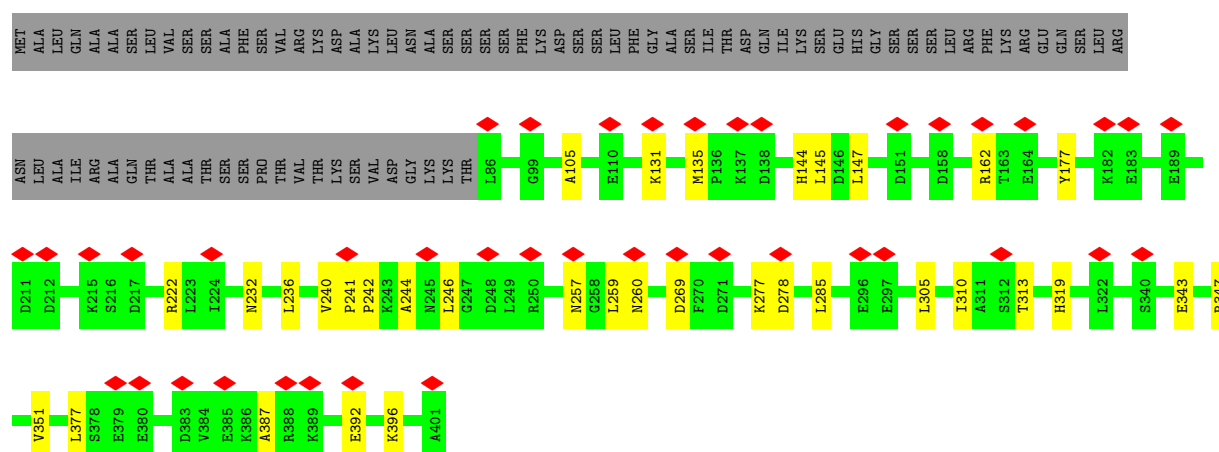 MET ALA LEU GLN ALA ALA SER LEU VAL SER SER ALA PHE SER VAL ARG LYS ASP ALA LYS LEU ASN ALA SER SER SER SER PHE LYS ASP SER SER LEU PHE GLY ALA SER ILE THR ASP GLN ILE LYS SER GLU HIS GLY SER SER SER LEU ARG PHE LYS ARG GLU GLN SER LEU ARG
ASN LEU ALA ILE ARG ALA GLN THR ALA ALA THR SER SER PRO THR VAL THR LYS SER VAL ASP GLY LYS LYS THR L86 G99 A105 E110 K131 M135 P136 K137 D138 H144 L145 D146 L147 D151 D158 R162 T163 E164 Y177 K182 E183 E189
D211 D212 K215 S216 D217 R222 L223 I224 N232 L236 V240 P241 P242 K243 A244 N245 L246 G247 D248 L249 R250 N257 G258 L259 N260 D269 F270 D271 K277 D278 L285 E296 E297 L305 I310 A311 S312 T313 H319 L322 S340 E343
V351 L377 S378 E379 E380 D383 V384 E385 K386 A387 R388 K389 E392 K396 A401